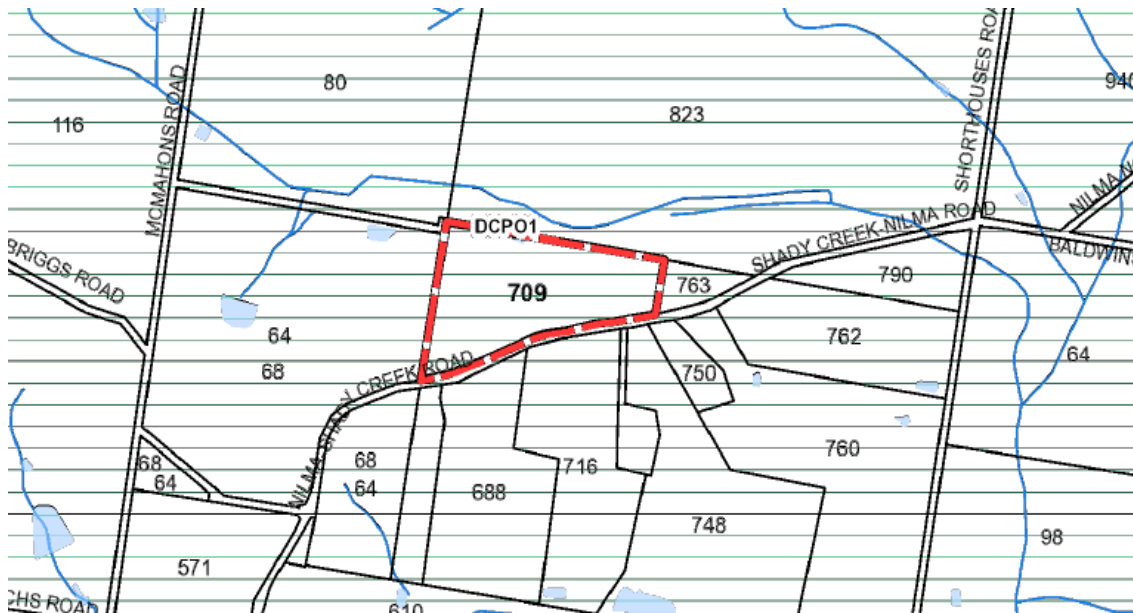 80
940
116
823
MCMAHONS ROAD
SHORTHOUSES ROA
NILMA N
DCPO1
SHADY CREEK-NILMA ROAD
BALDWINS
BRIGGS ROAD
763
790
709
64
762
64
68
750
NILMA-SHADY CREEK ROAD
68
64
68
64
716
760
688
748
98
571
CHS ROAD
610